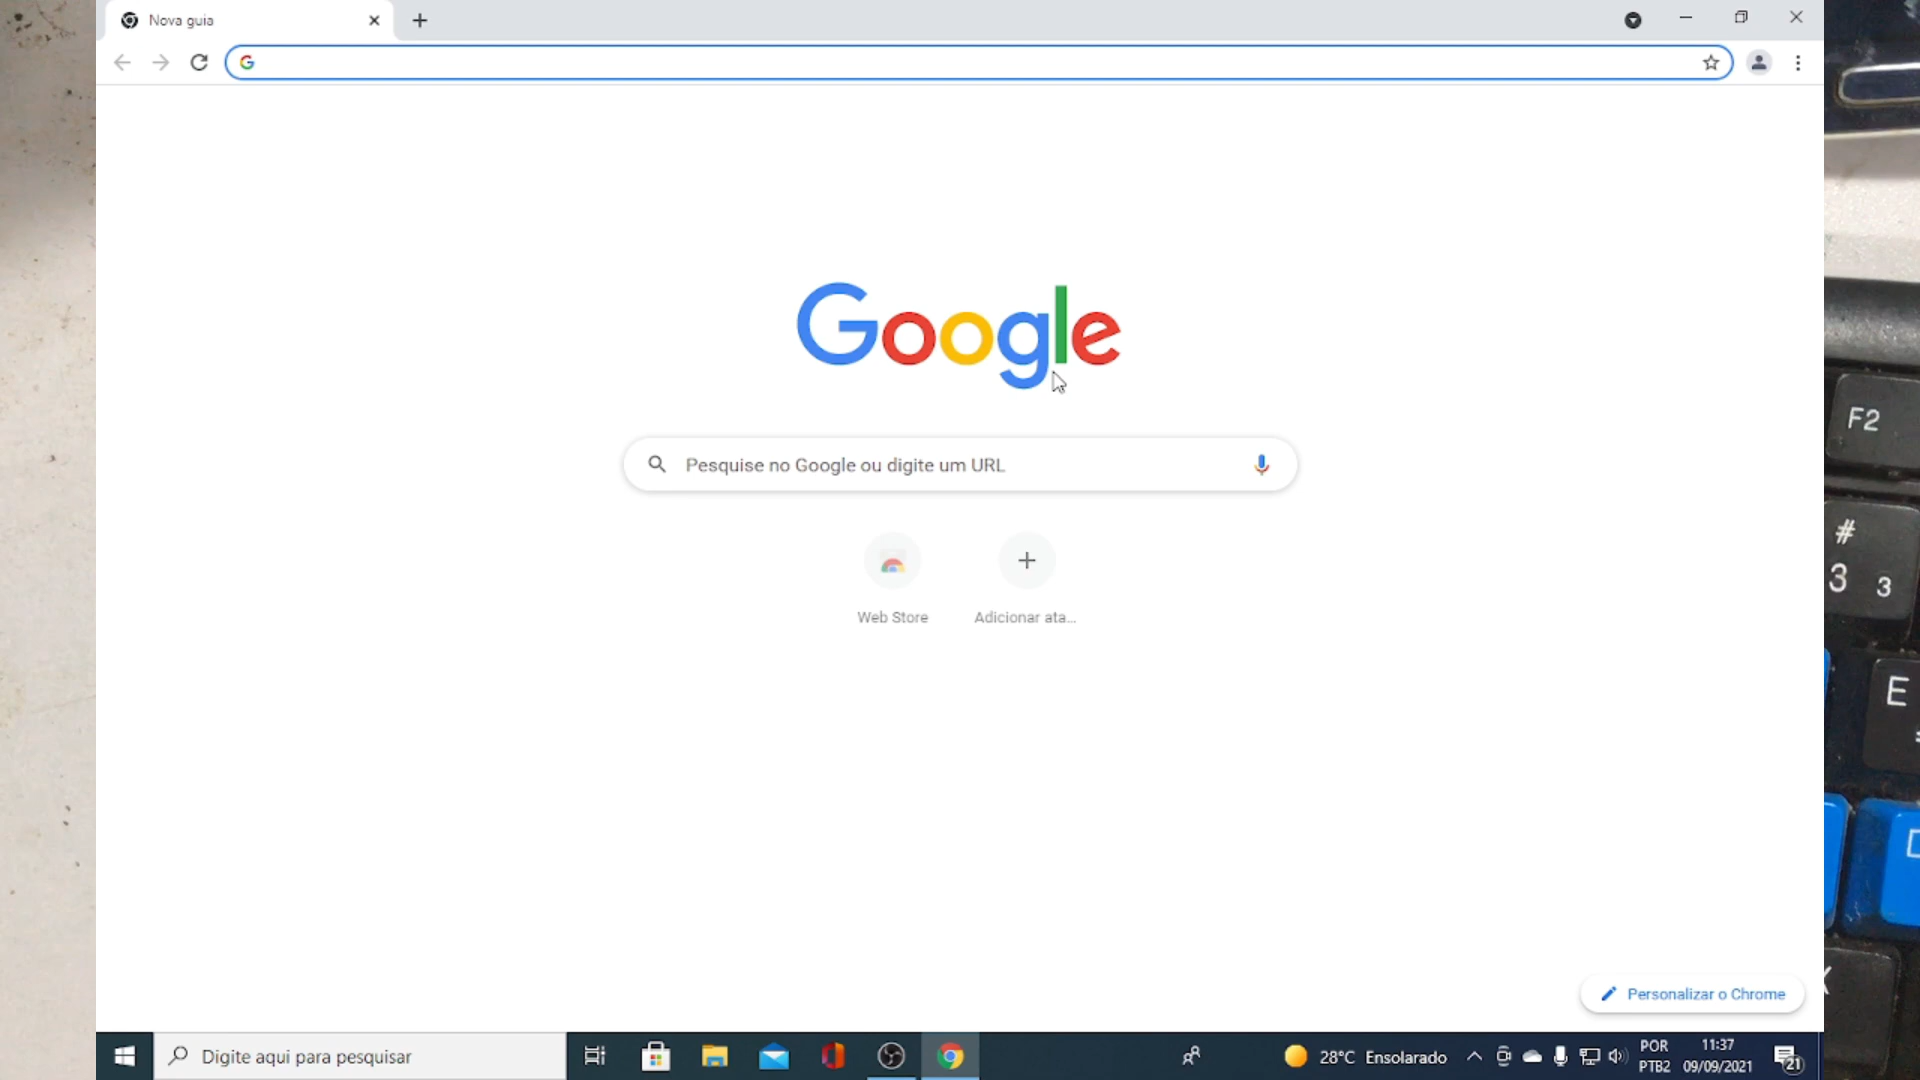 Nova guia
Google
Pesquise no Google ou digite um URL
Web Store
Adicionar ata...
Personalizar o Chrome
Digite aqui para pesquisar
28°C Ensolarado
POR
PTB2
11:37
09/09/2021
21
F2
#
3 3
E